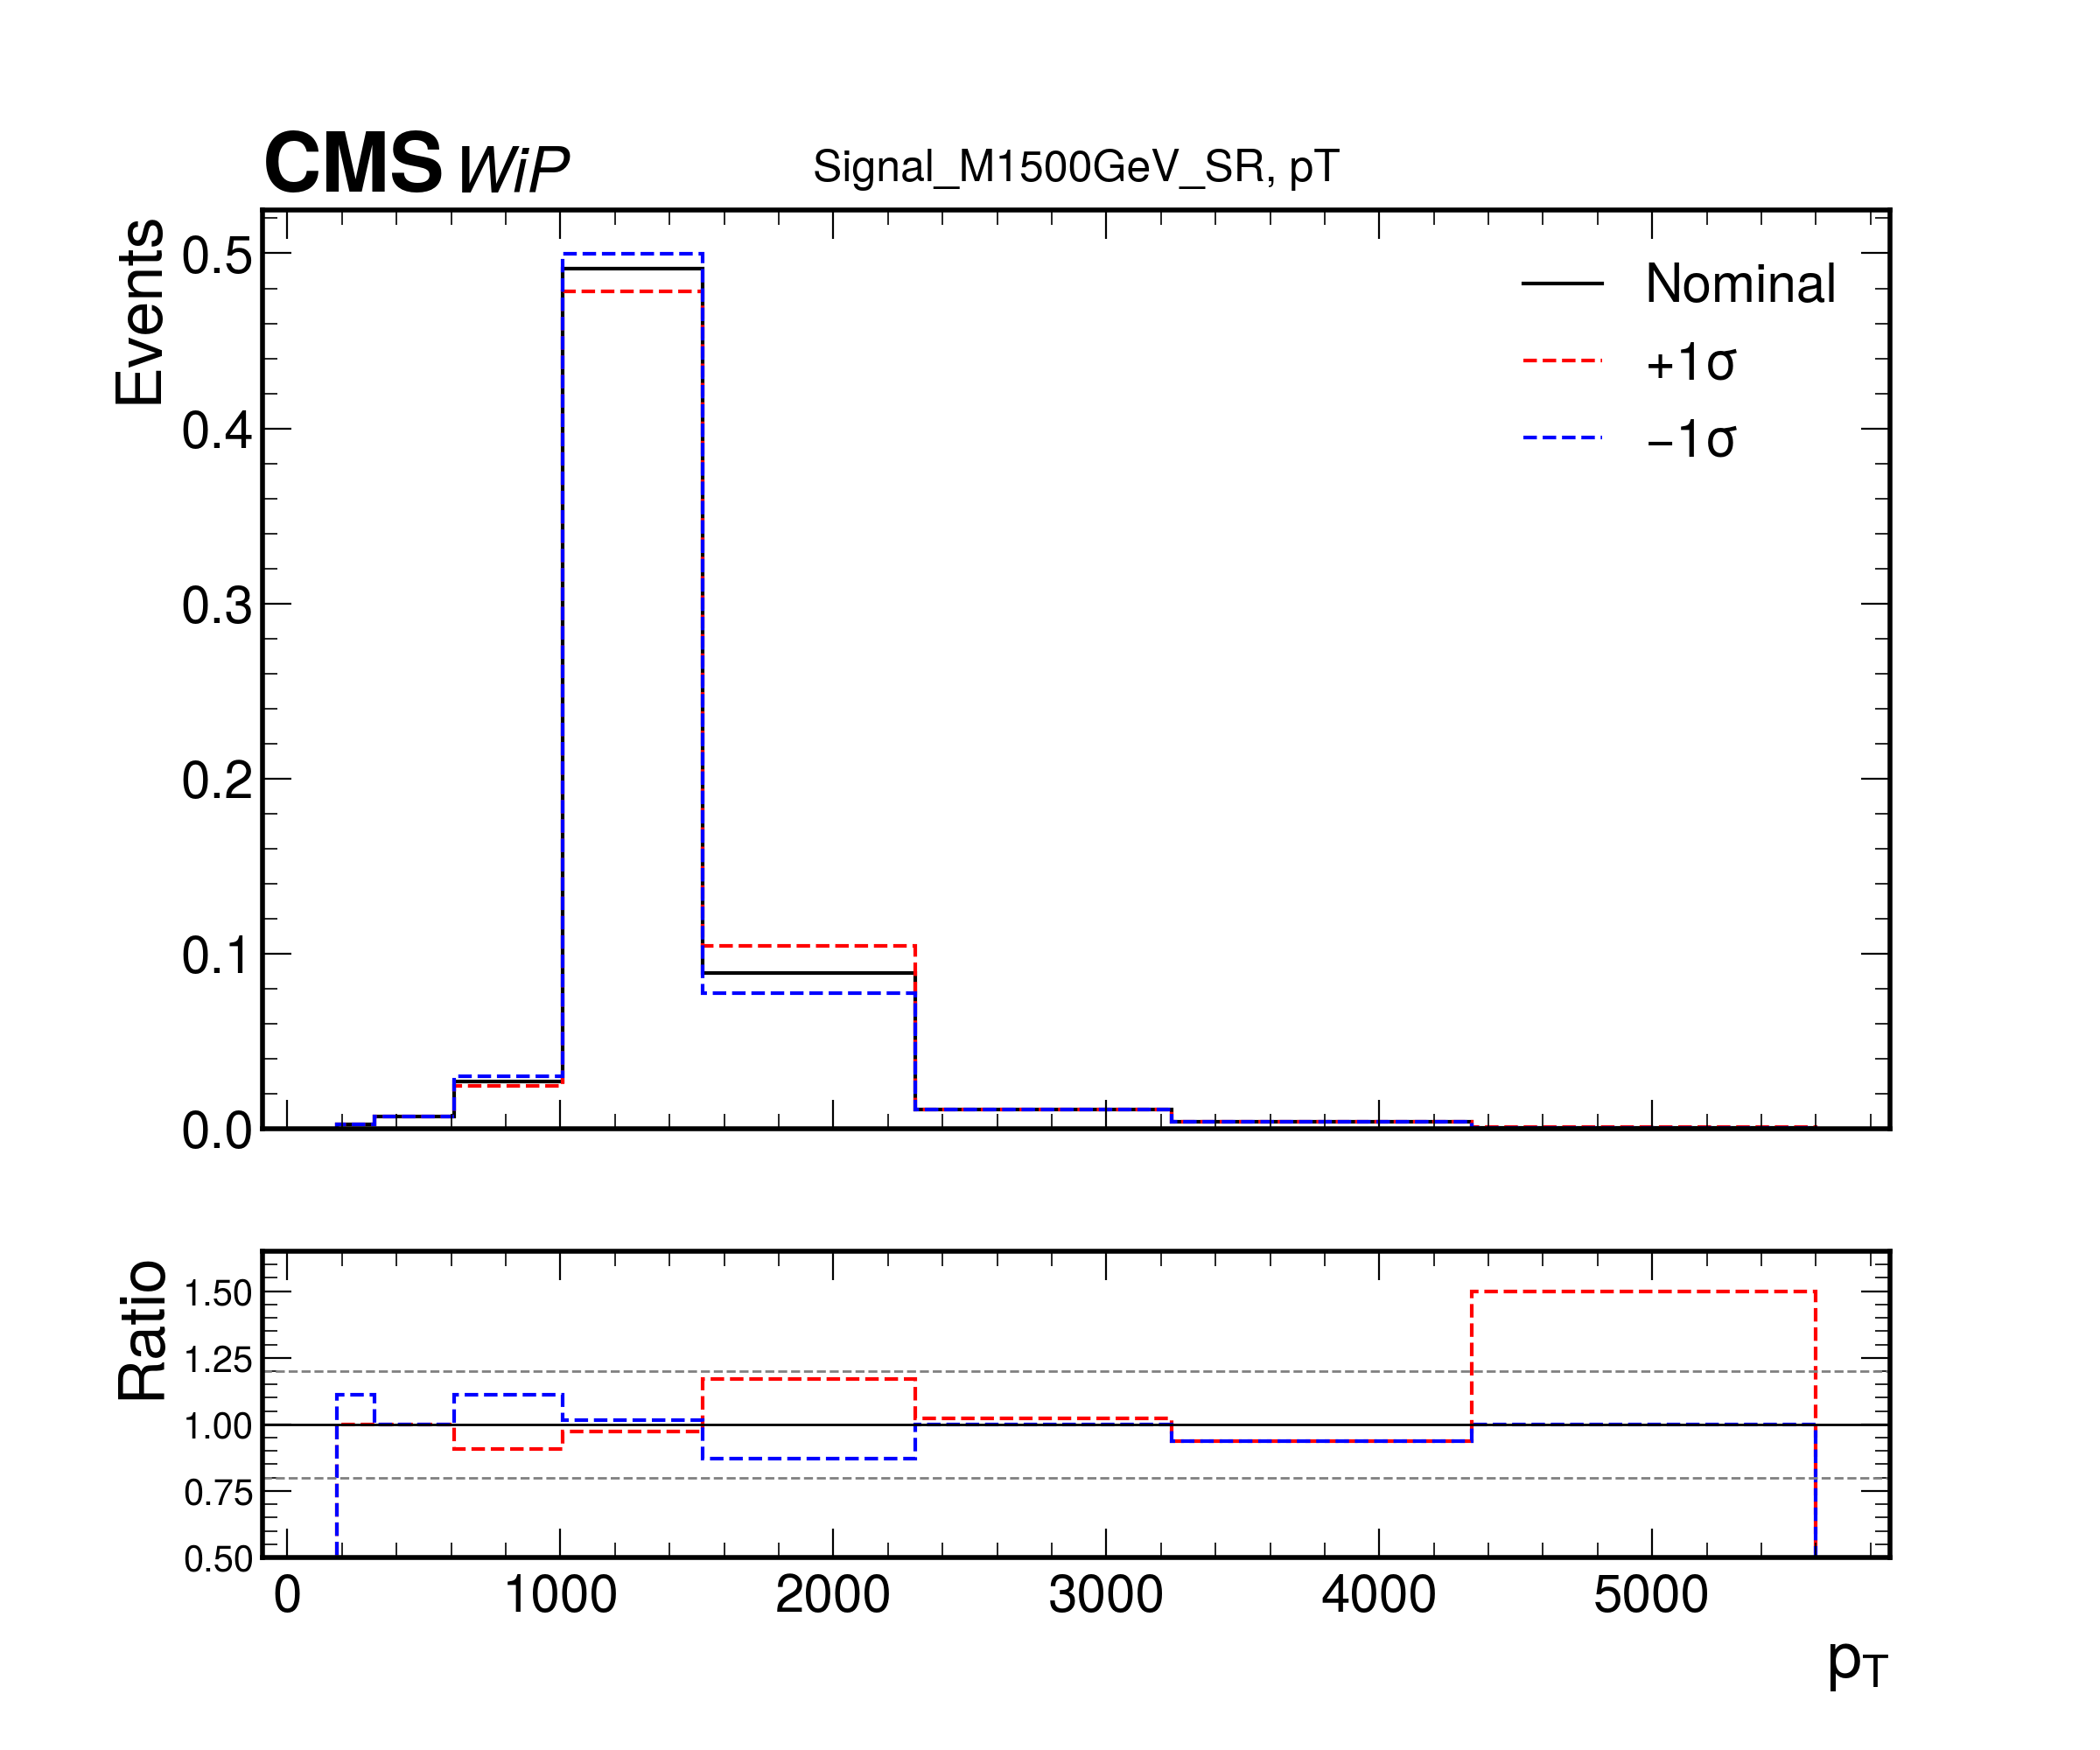 CMS WiP Signal_M1500GeV_SR, pT
Events
0.5
0.4
0.3
0.2
0.1
0.0
Nominal
+1σ
−1σ
Ratio
1.50
1.25
1.00
0.75
0.50
0 1000 2000 3000 4000 5000
pT